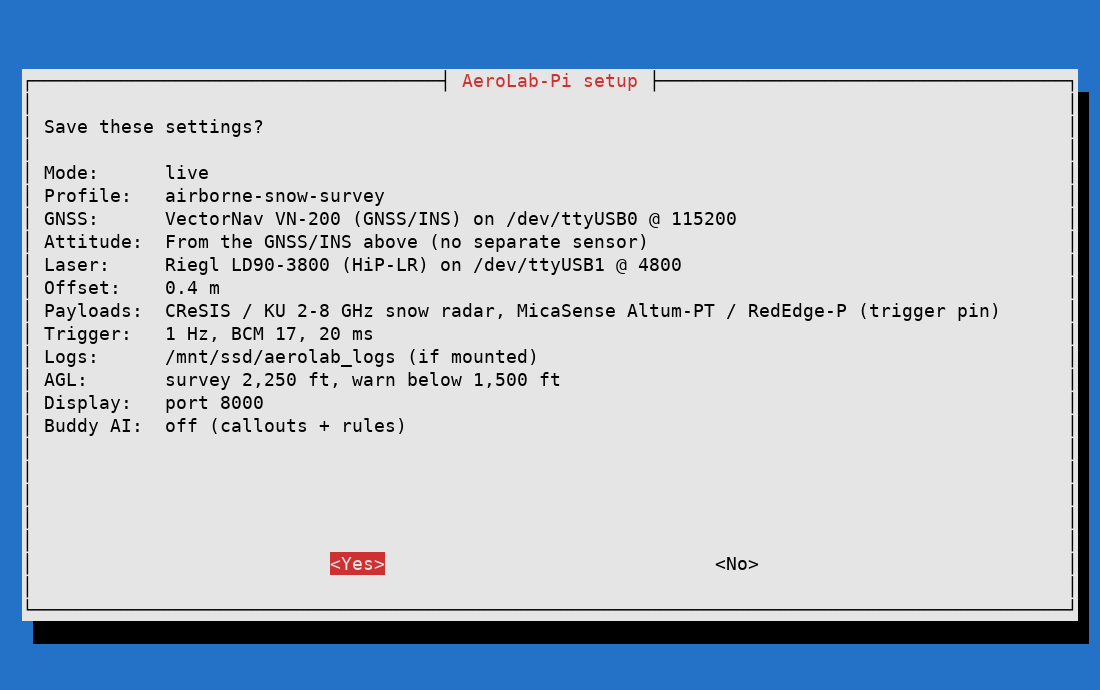 AeroLab-Pi setup
Save these settings?
Mode: live
Profile: airborne-snow-survey
GNSS: VectorNav VN-200 (GNSS/INS) on /dev/ttyUSB0 @ 115200
Attitude: From the GNSS/INS above (no separate sensor)
Laser: Riegl LD90-3800 (HiP-LR) on /dev/ttyUSB1 @ 4800
Offset: 0.4 m
Payloads: CReSIS / KU 2-8 GHz snow radar, MicaSense Altum-PT / RedEdge-P (trigger pin)
Trigger: 1 Hz, BCM 17, 20 ms
Logs: /mnt/ssd/aerolab_logs (if mounted)
AGL: survey 2,250 ft, warn below 1,500 ft
Display: port 8000
Buddy AI: off (callouts + rules)
<Yes> <No>